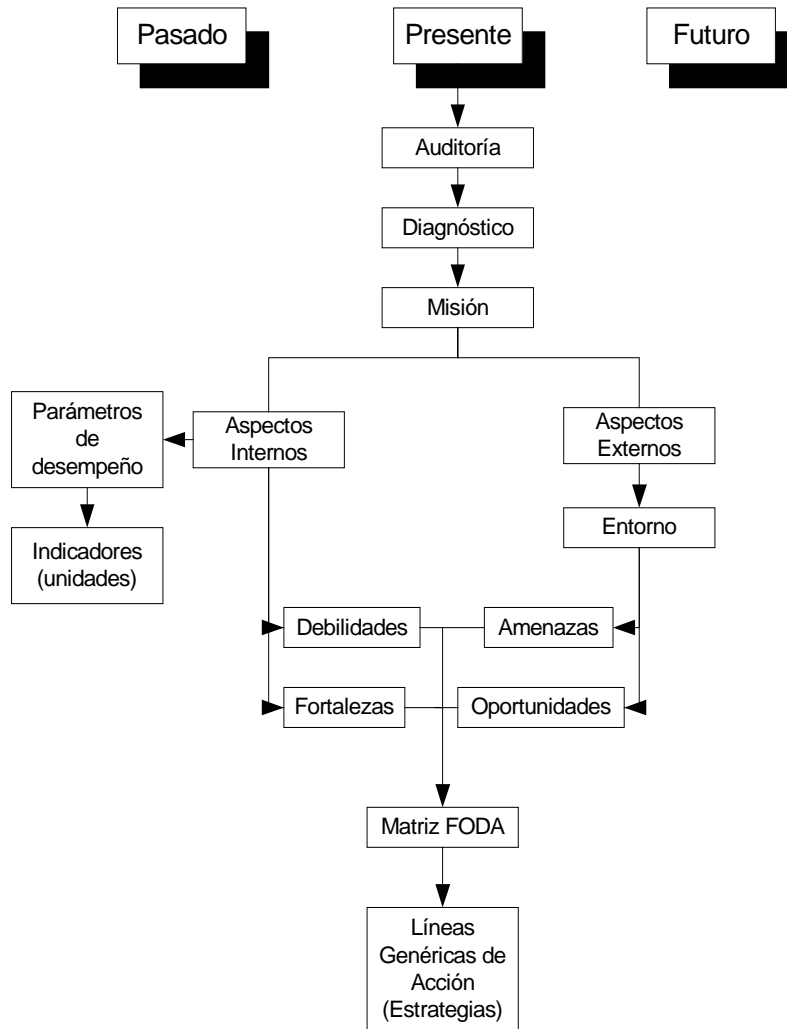 Pasado
Presente
Futuro
Auditoría
Diagnóstico
Misión
Parámetros
de
desempeño
Aspectos
Internos
Aspectos
Externos
Indicadores
(unidades)
Entorno
Debilidades
Amenazas
Fortalezas
Oportunidades
Matriz FODA
Líneas
Genéricas de
Acción
(Estrategias)